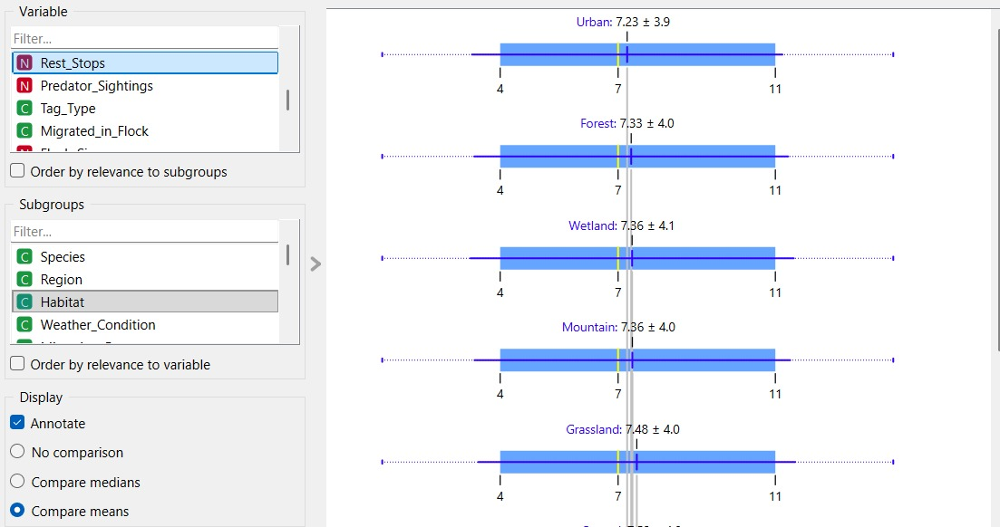 Variable
Filter...
N Rest_Stops
N Predator_Sightings
C Tag_Type
C Migrated_in_Flock
Order by relevance to subgroups
Subgroups
Filter...
C Species
C Region
C Habitat
C Weather_Condition
Order by relevance to variable
Display
Annotate
No comparison
Compare medians
Compare means
Urban: 7.23 ± 3.9
4 7 11
Forest: 7.33 ± 4.0
4 7 11
Wetland: 7.36 ± 4.1
4 7 11
Mountain: 7.36 ± 4.0
4 7 11
Grassland: 7.48 ± 4.0
4 7 11